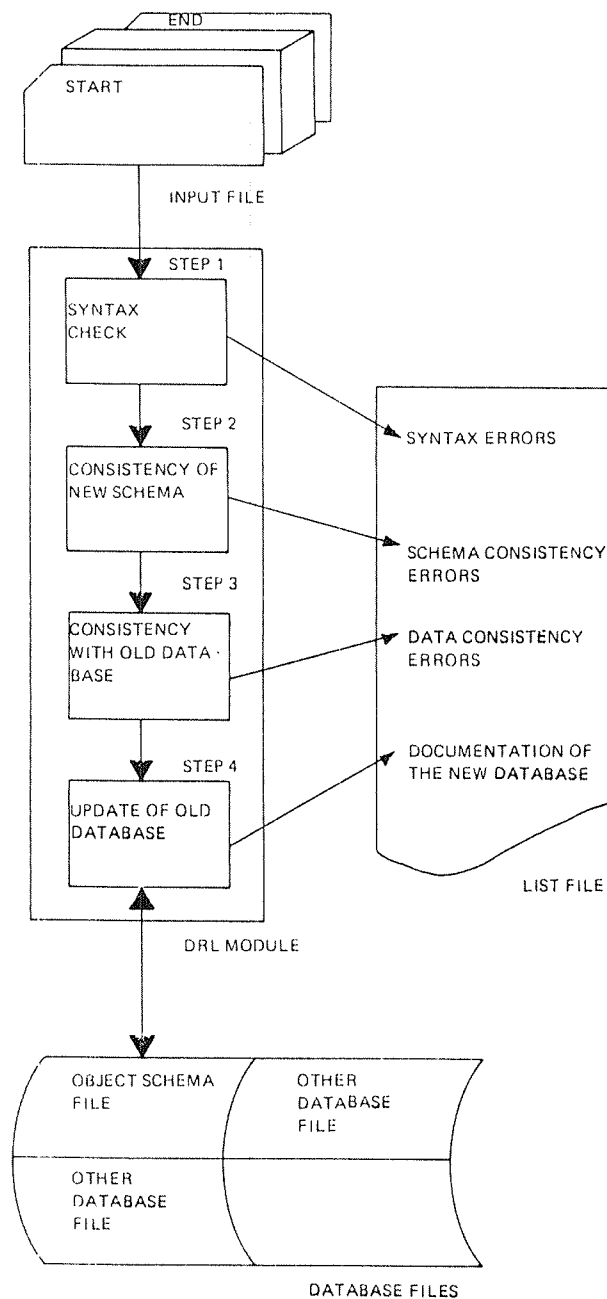 END
START
INPUT FILE
STEP 1
SYNTAX
CHECK
STEP 2
SYNTAX ERRORS
CONSISTENCY OF
NEW SCHEMA
SCHEMA CONSISTENCY
ERRORS
STEP 3
CONSISTENCY
WITH OLD DATA-
BASE
DATA CONSISTENCY
ERRORS
STEP 4
DOCUMENTATION OF
THE NEW DATABASE
UPDATE OF OLD
DATABASE
LIST FILE
DRL MODULE
OBJECT SCHEMA
FILE
OTHER
DATABASE
FILE
OTHER
DATABASE
FILE
DATABASE FILES